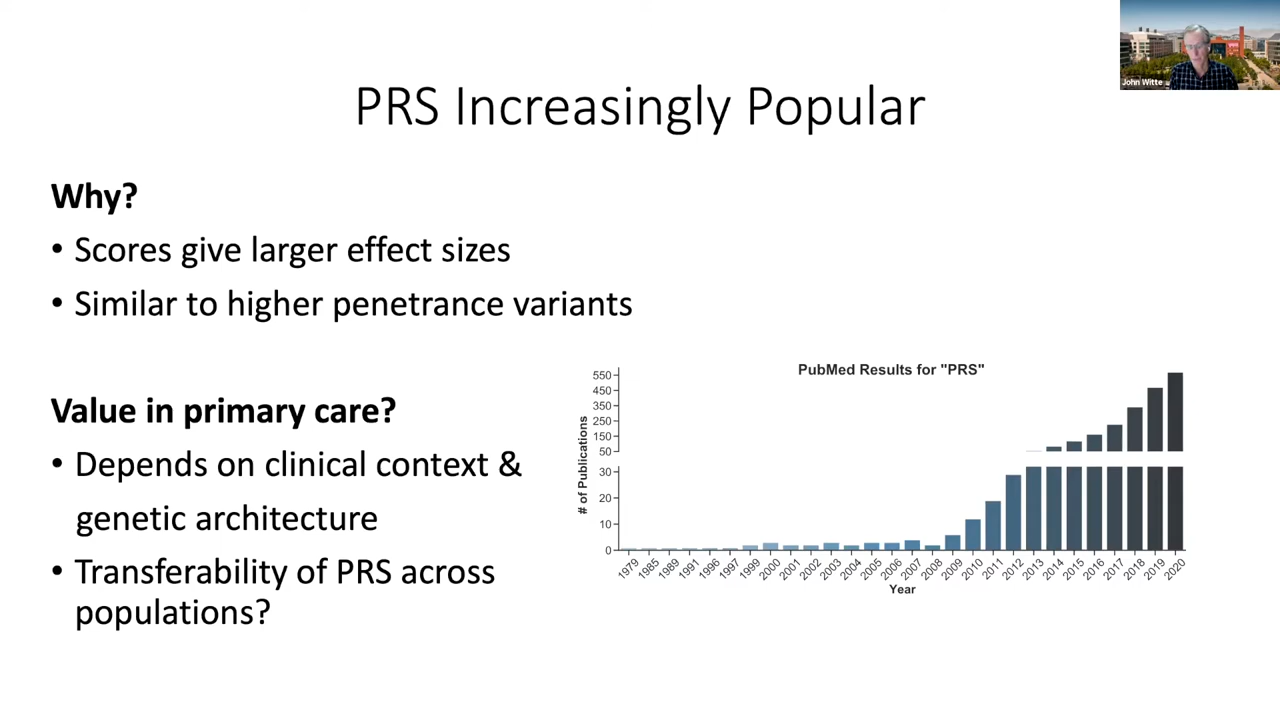 John Witte
PRS Increasingly Popular
Why?
• Scores give larger effect sizes
• Similar to higher penetrance variants
Value in primary care?
• Depends on clinical context &
genetic architecture
• Transferability of PRS across
populations?
PubMed Results for "PRS"
# of Publications
550
450
350
250
150
50
30
20
10
0
1979
1985
1989
1991
1996
1997
1999
2000
2001
2002
2003
2004
2005
2006
2007
2008
2009
2010
2011
2012
2013
2014
2015
2016
2017
2018
2019
2020
Year